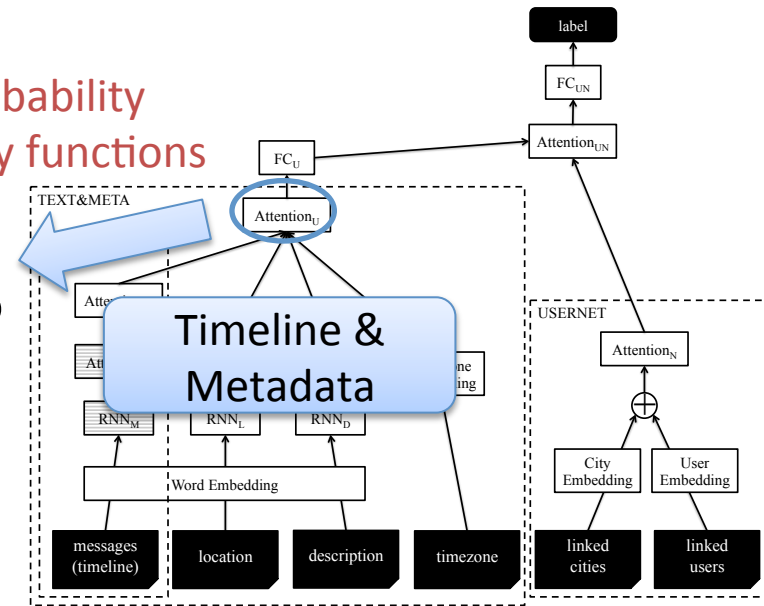 label
FC_UN
Attention_UN
bability
y functions
FC_U
TEXT&META
Attention_U
Timeline &
Metadata
RNN_M
RNN_L
RNN_D
Word Embedding
messages
(timeline)
location
description
timezone
USERNET
Attention_N
City
Embedding
User
Embedding
linked
cities
linked
users